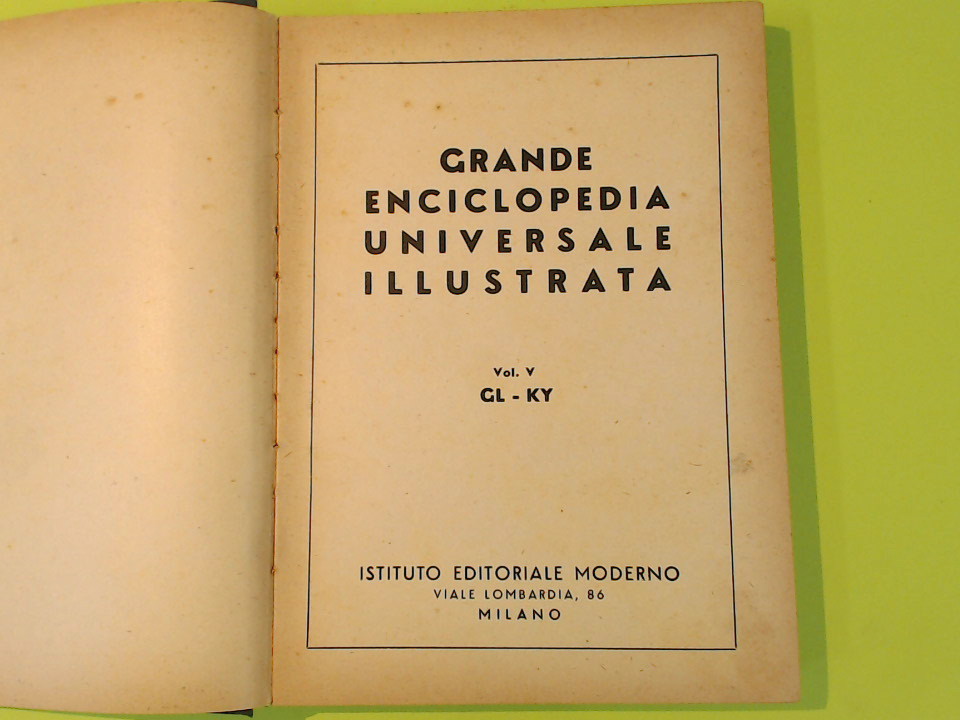 GRANDE
ENCICLOPEDIA
UNIVERSALE
ILLUSTRATA
Vol. V
GL - KY
ISTITUTO EDITORIALE MODERNO
VIALE LOMBARDIA, 86
MILANO